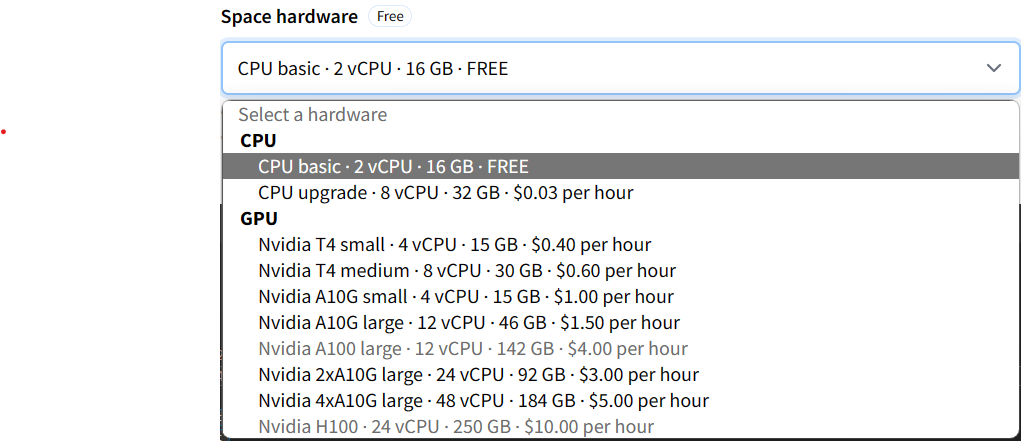 Space hardware Free
CPU basic · 2 vCPU · 16 GB · FREE
Select a hardware
CPU
CPU basic · 2 vCPU · 16 GB · FREE
CPU upgrade · 8 vCPU · 32 GB · $0.03 per hour
GPU
Nvidia T4 small · 4 vCPU · 15 GB · $0.40 per hour
Nvidia T4 medium · 8 vCPU · 30 GB · $0.60 per hour
Nvidia A10G small · 4 vCPU · 15 GB · $1.00 per hour
Nvidia A10G large · 12 vCPU · 46 GB · $1.50 per hour
Nvidia A100 large · 12 vCPU · 142 GB · $4.00 per hour
Nvidia 2xA10G large · 24 vCPU · 92 GB · $3.00 per hour
Nvidia 4xA10G large · 48 vCPU · 184 GB · $5.00 per hour
Nvidia H100 · 24 vCPU · 250 GB · $10.00 per hour